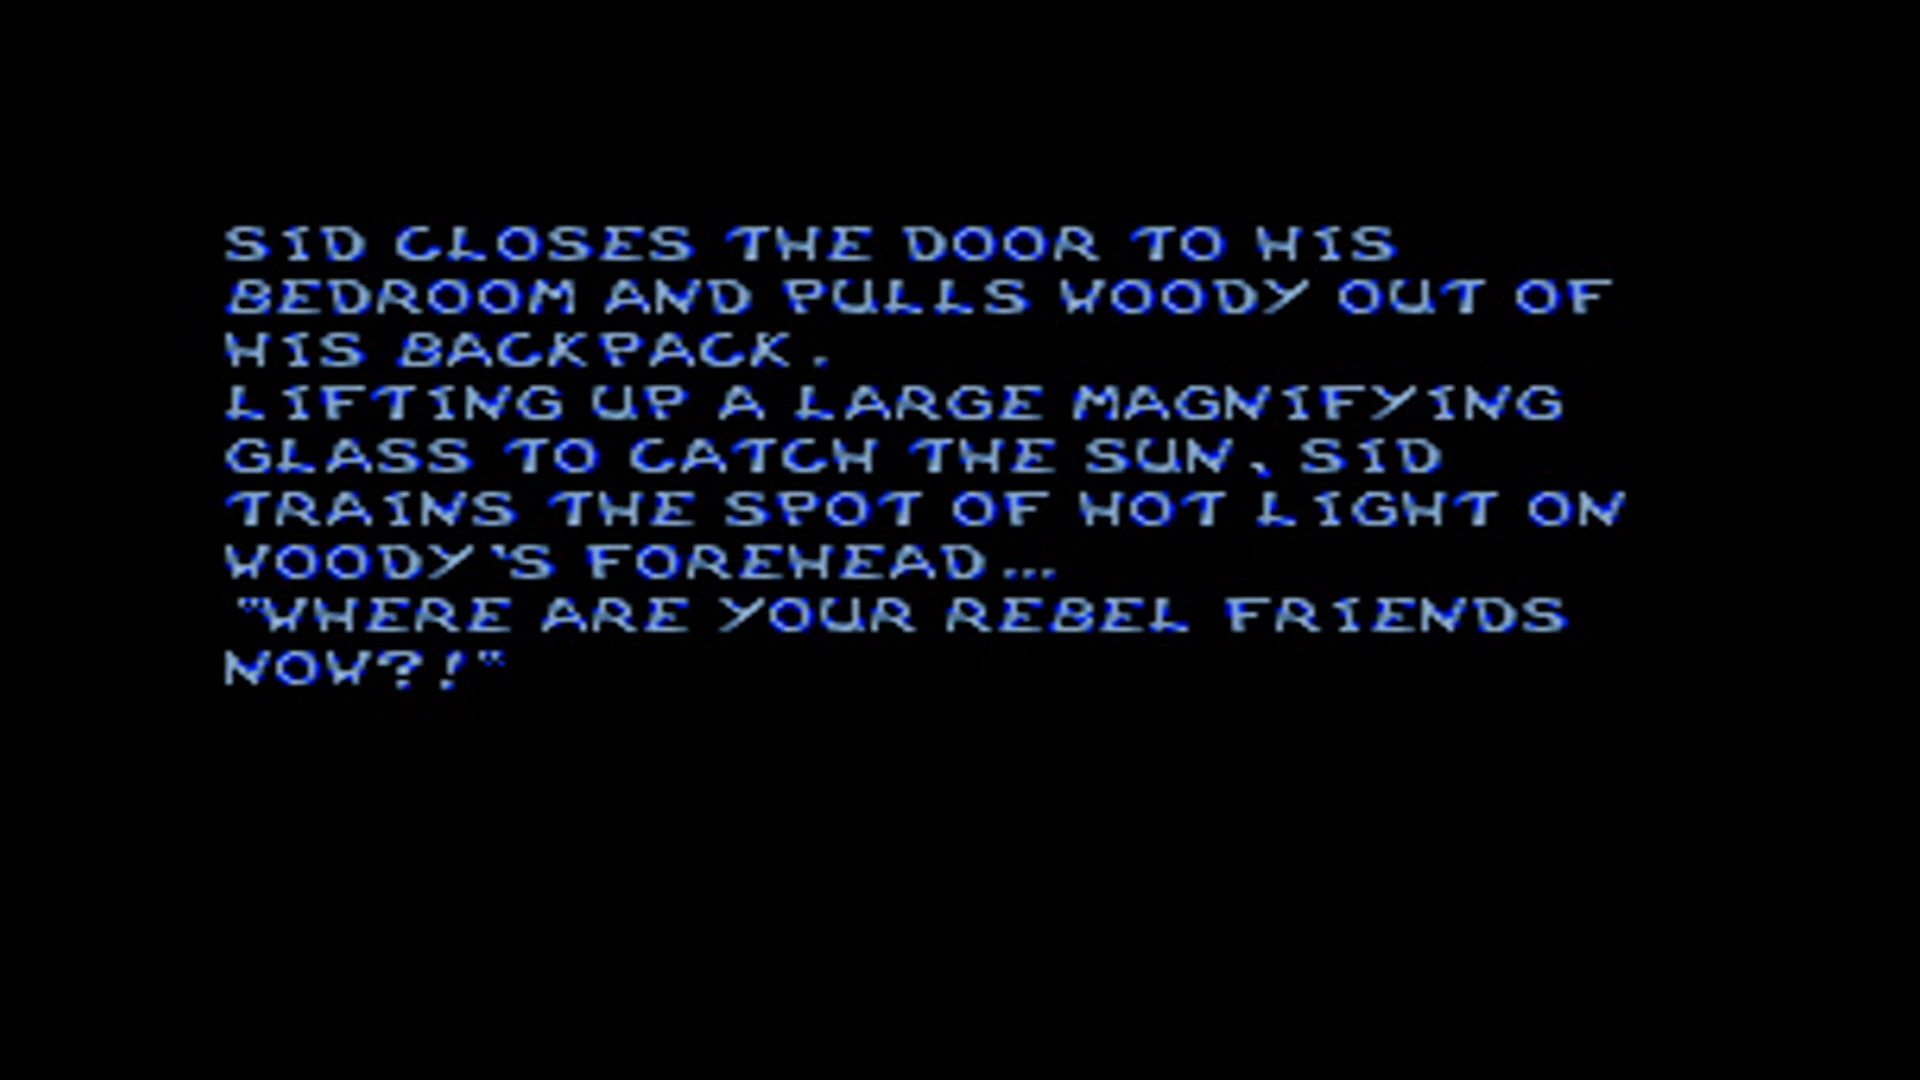 SID CLOSES THE DOOR TO HIS
BEDROOM AND PULLS WOODY OUT OF
HIS BACKPACK.
LIFTING UP A LARGE MAGNIFYING
GLASS TO CATCH THE SUN, SID
TRAINS THE SPOT OF HOT LIGHT ON
WOODY'S FOREHEAD...
"WHERE ARE YOUR REBEL FRIENDS
NOW?!"